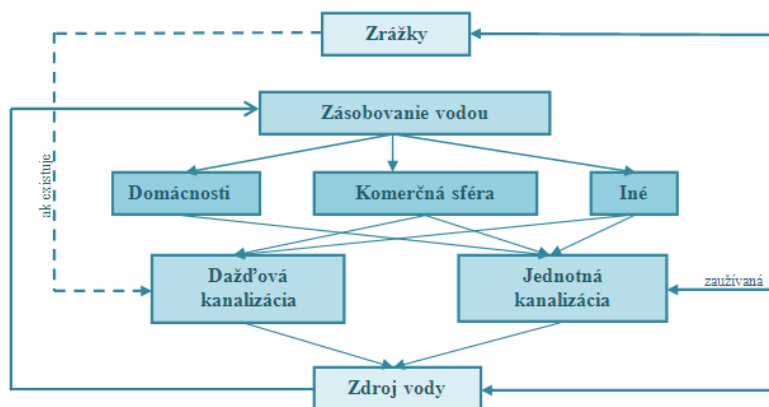 Zrážky
Zásobovanie vodou
ak existuje
Domácnosti
Komerčná sféra
Iné
Dažďová
kanalizácia
Jednotná
kanalizácia
zaužívaná
Zdroj vody